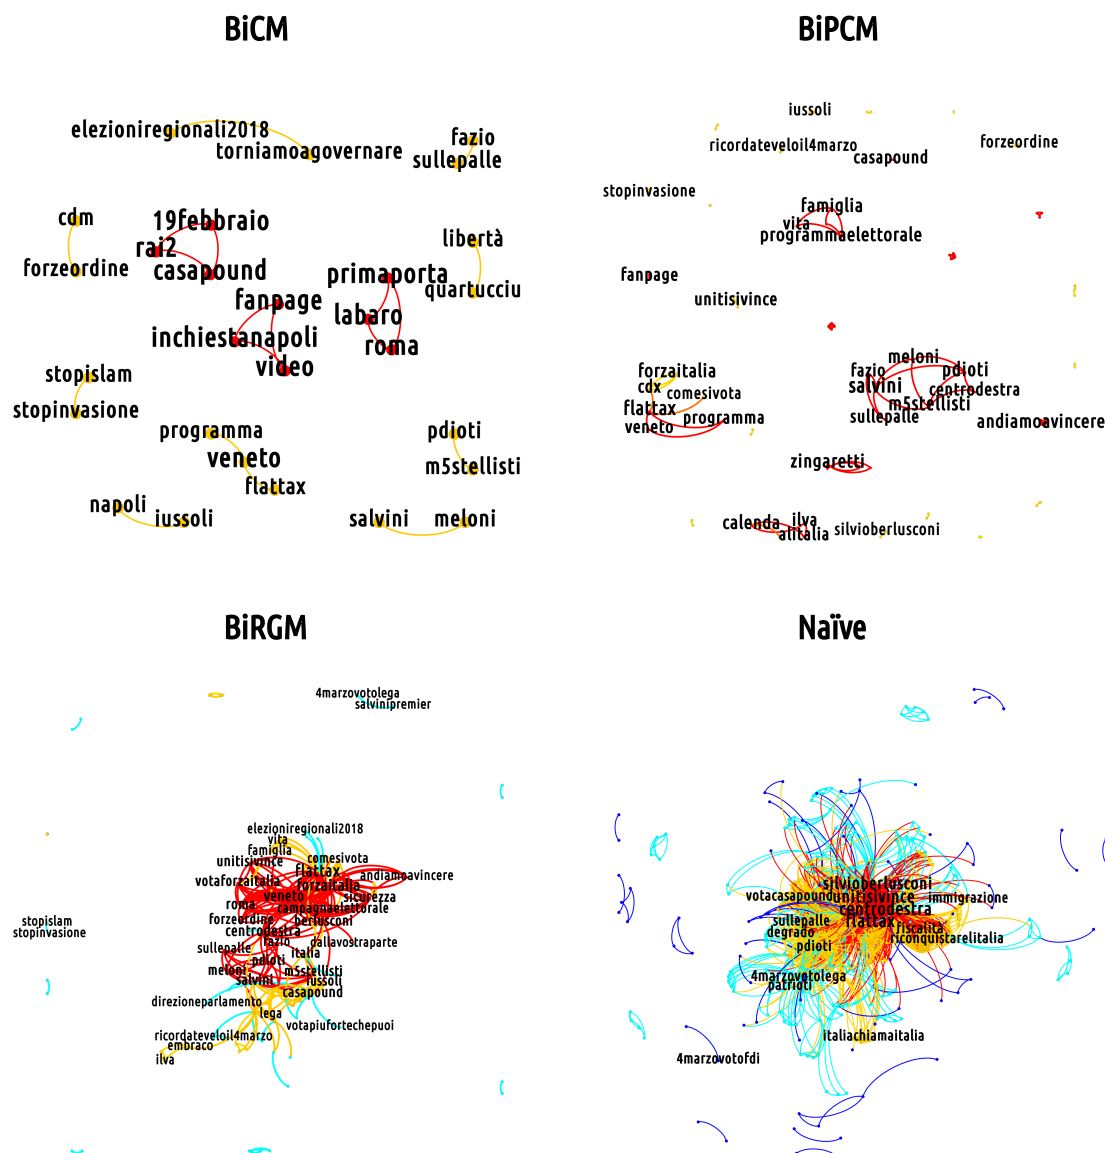 BiCM
BiPCM
elezioniregionali2018
torniamoagovernare
fazio
sullepalle
cdm
forzeordine
19febbraio
rai2
casapound
libertà
quartucciu
fanpage
inchiestanapoli
video
primaporta
labaro
roma
stopislam
stopinvasione
programma
veneto
flattax
pdioti
m5stellisti
napoli
iussoli
salvini
meloni
iussoli
ricordateveloil4marzo
casapound
forzeordine
stopinvasione
famiglia
vita
programmaelettorale
fanpage
unitisivince
forzaitalia
cdx
comesivota
flattax
programma
veneto
meloni
fazio
pdioti
salvini
centrodestra
m5stellisti
sullepalle
andiamoavincere
zingaretti
calenda
ilva
alitalia
silvioberlusconi
BiRGM
Naïve
4marzovotolega
salvinipremier
elezioniregionali2018
vita
famiglia
unitisivince
comesivota
flattax
andiamoavincere
votaforzaitalia
forzaitalia
veneto
sicurezza
roma
campagnaelettorale
forzeordine
berlusconi
centrodestra
fazio
dallavostraparte
sullepalle
italia
pdioti
meloni
m5stellisti
salvini
iussoli
casapound
direzioneparlamento
lega
votapiufortechepuoi
ricordateveloil4marzo
embraco
ilva
stopislam
stopinvasione
silvioberlusconi
votacasapound
unitisivince
immigrazione
centrodestra
sullepalle
flattax
degrado
fiscalità
riconquistarelitalia
pdioti
4marzovotolega
patrioti
italiachiamaitalia
4marzovotofdi